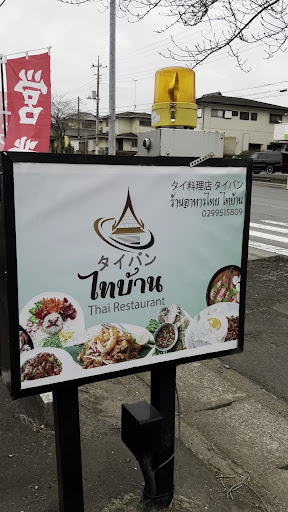 営
タイ料理店 タイバン
ร้านอาหารไทย ไทบ้าน
0299515809
タイバン
ไทบ้าน
Thai Restaurant